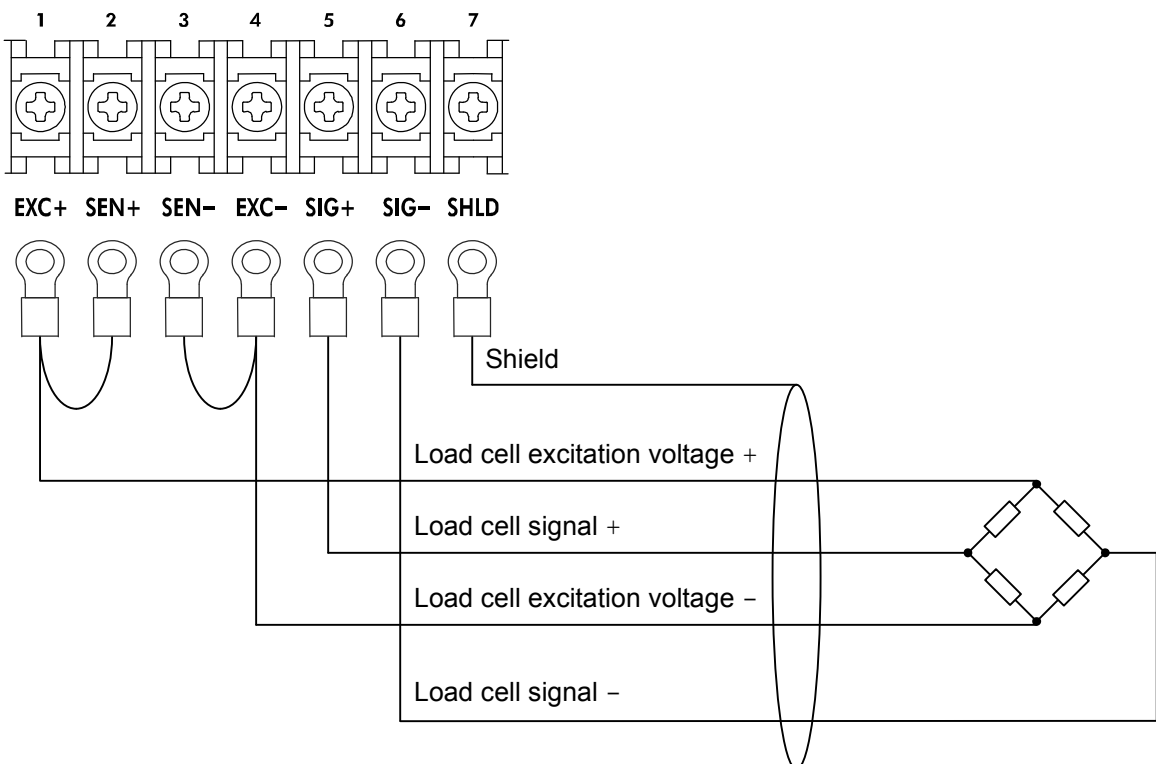 1 2 3 4 5 6 7
EXC+ SEN+ SEN− EXC− SIG+ SIG− SHLD
Shield
Load cell excitation voltage +
Load cell signal +
Load cell excitation voltage −
Load cell signal −